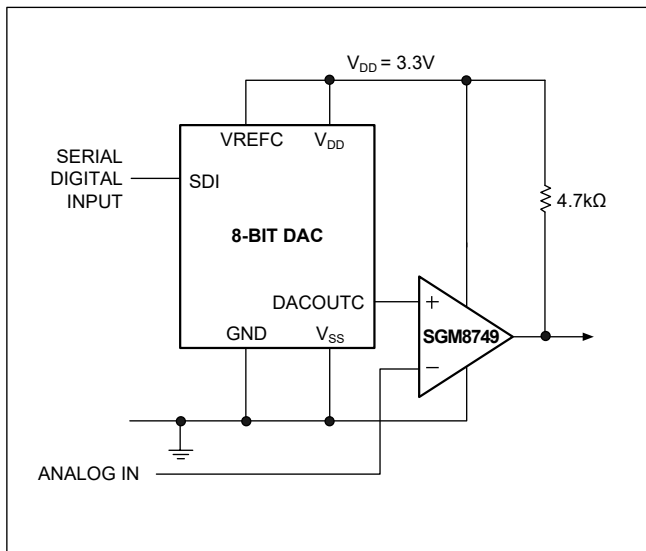 V_DD = 3.3V
VREFC
V_DD
SERIAL
DIGITAL
INPUT
SDI
4.7kΩ
8-BIT DAC
DACOUTC
+
SGM8749
−
GND
V_SS
ANALOG IN